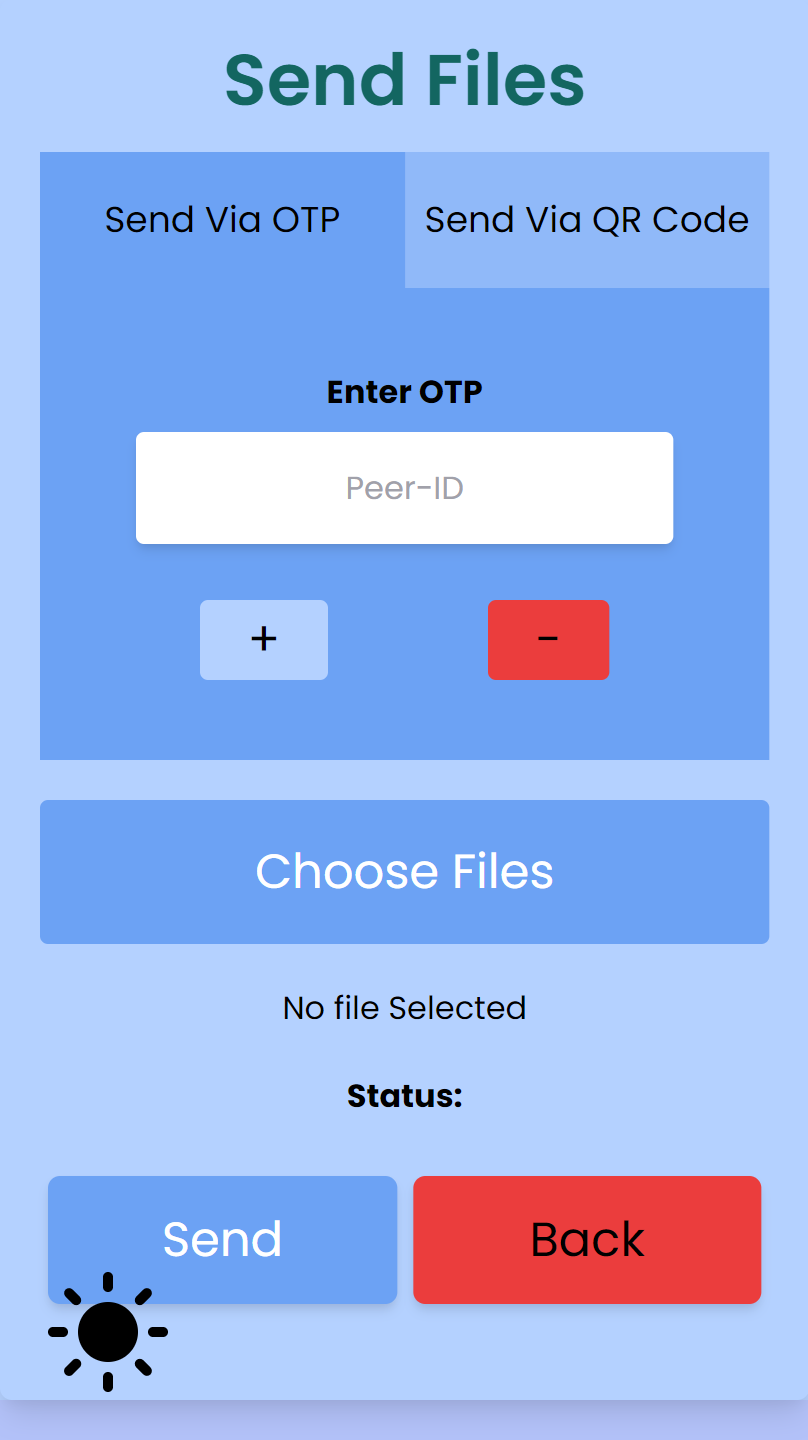 Send Files
Send Via OTP
Send Via QR Code
Enter OTP
Peer-ID
+
-
Choose Files
No file Selected
Status:
Send
Back